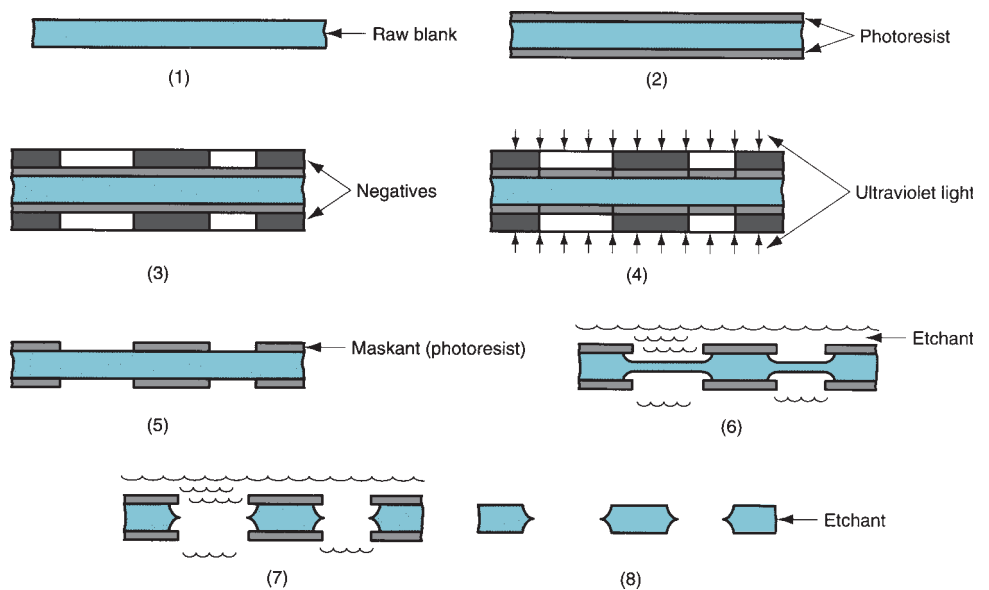 Raw blank
(1)
Photoresist
(2)
Negatives
(3)
Ultraviolet light
(4)
Maskant (photoresist)
(5)
Etchant
(6)
(7)
Etchant
(8)